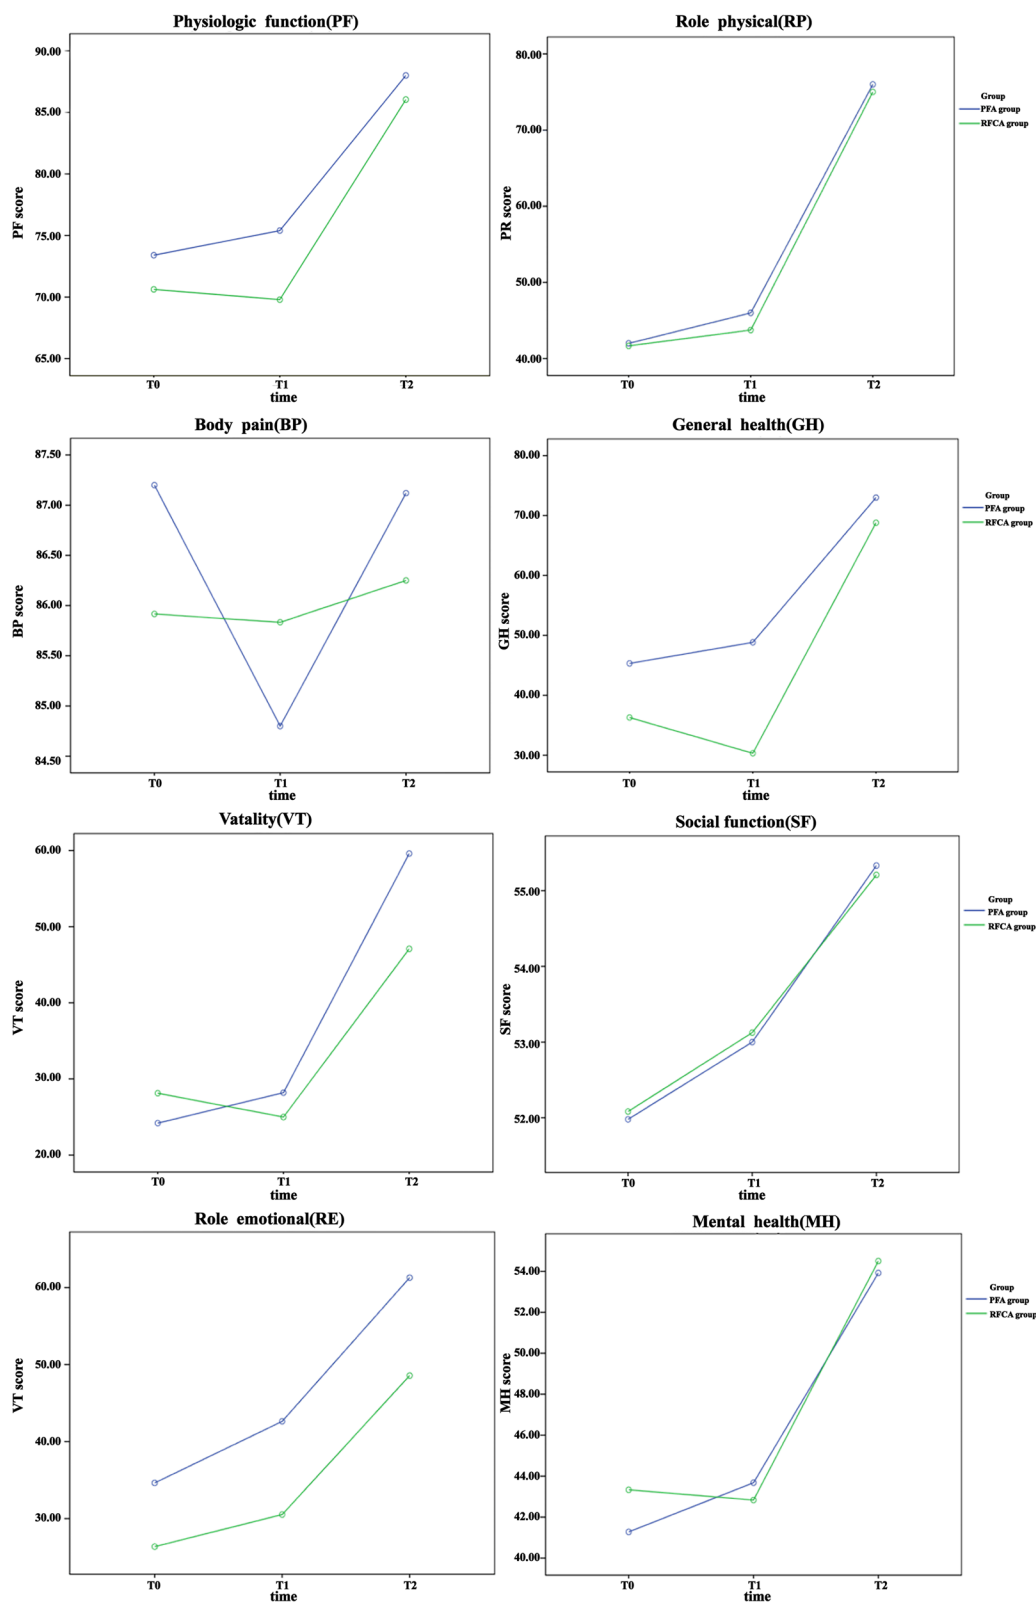 Physiologic function(PF)
90.00
85.00
80.00
75.00
70.00
65.00
PF score
T0
T1
T2
time
Role physical(RP)
80.00
70.00
60.00
50.00
40.00
PR score
T0
T1
T2
time
Group
PFA group
RFCA group
Body pain(BP)
87.50
87.00
86.50
86.00
85.50
85.00
84.50
BP score
T0
T1
T2
time
General health(GH)
80.00
70.00
60.00
50.00
40.00
30.00
GH score
T0
T1
T2
time
Group
PFA group
RFCA group
Vatality(VT)
60.00
50.00
40.00
30.00
20.00
VT score
T0
T1
T2
time
Social function(SF)
55.00
54.00
53.00
52.00
SF score
T0
T1
T2
time
Group
PFA group
RFCA group
Role emotional(RE)
60.00
50.00
40.00
30.00
VT score
T0
T1
T2
time
Mental health(MH)
54.00
52.00
50.00
48.00
46.00
44.00
42.00
40.00
MH score
T0
T1
T2
time
Group
PFA group
RFCA group